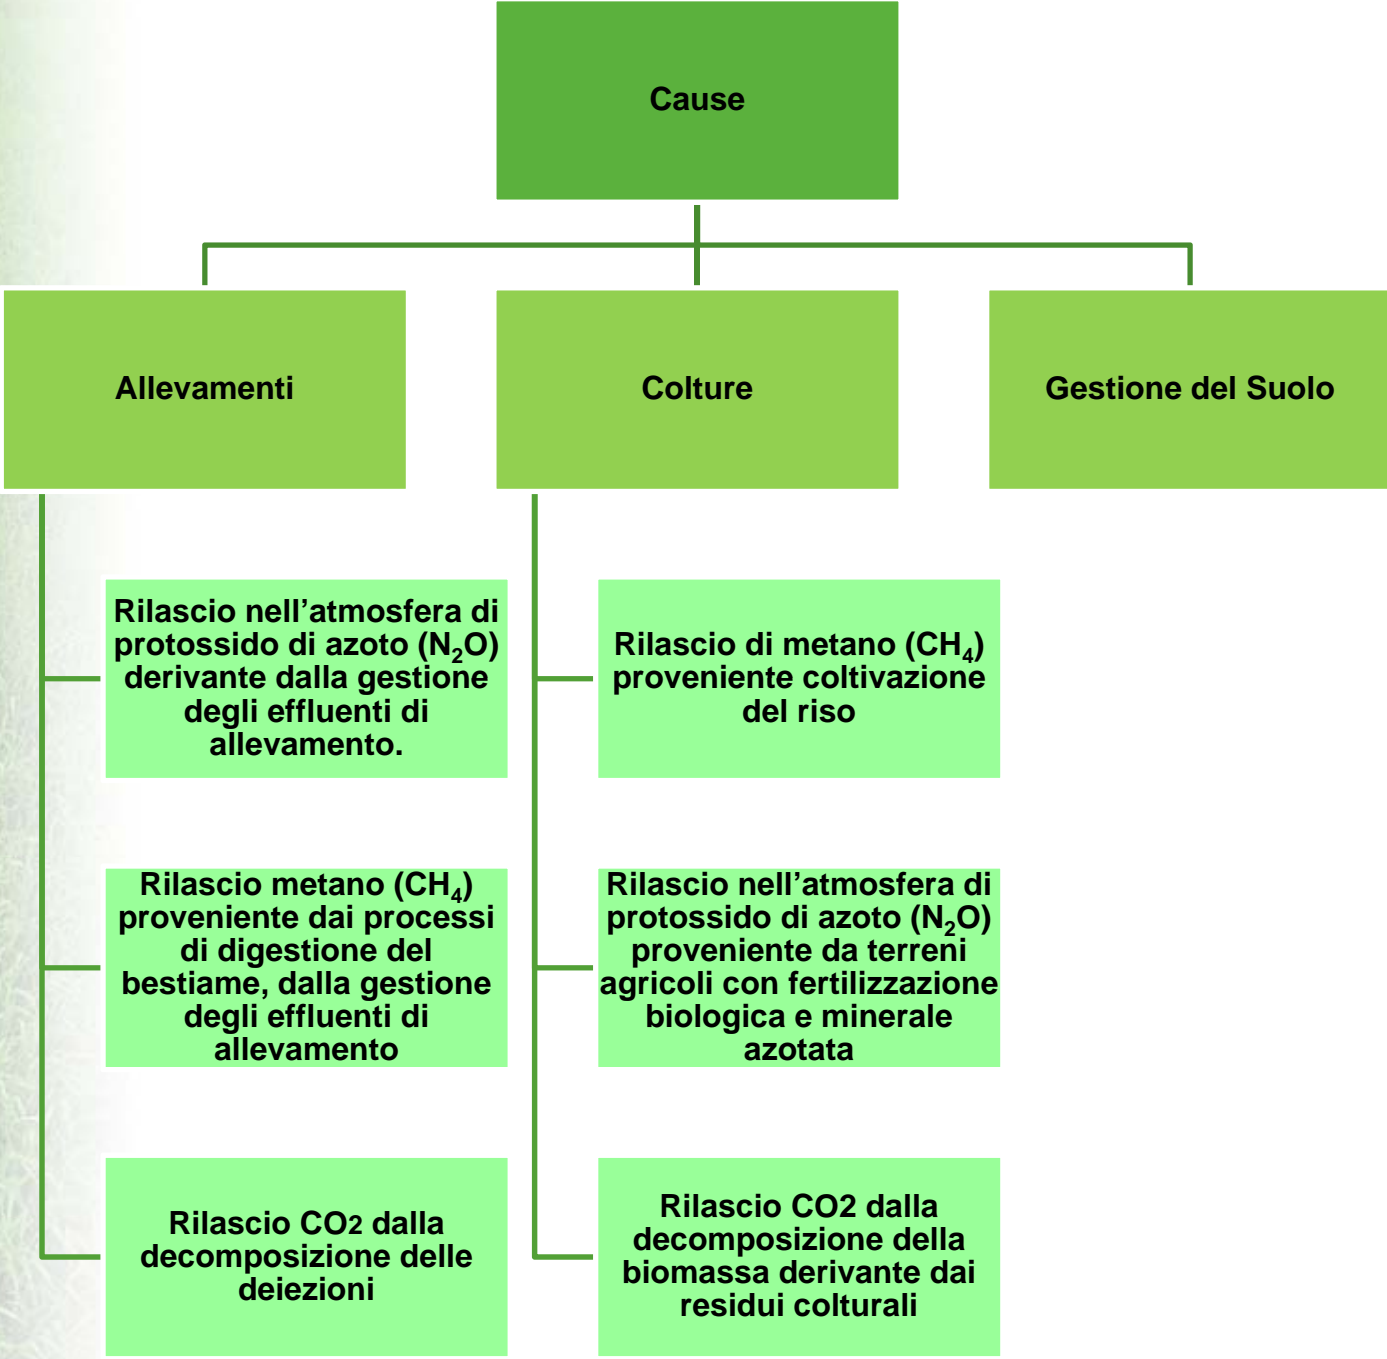 Cause
Allevamenti
Colture
Gestione del Suolo
Rilascio nell’atmosfera di
protossido di azoto (N₂O)
derivante dalla gestione
degli effluenti di
allevamento.
Rilascio metano (CH₄)
proveniente dai processi
di digestione del
bestiame, dalla gestione
degli effluenti di
allevamento
Rilascio CO2 dalla
decomposizione delle
deiezioni
Rilascio di metano (CH₄)
proveniente coltivazione
del riso
Rilascio nell’atmosfera di
protossido di azoto (N₂O)
proveniente da terreni
agricoli con fertilizzazione
biologica e minerale
azotata
Rilascio CO2 dalla
decomposizione della
biomassa derivante dai
residui colturali